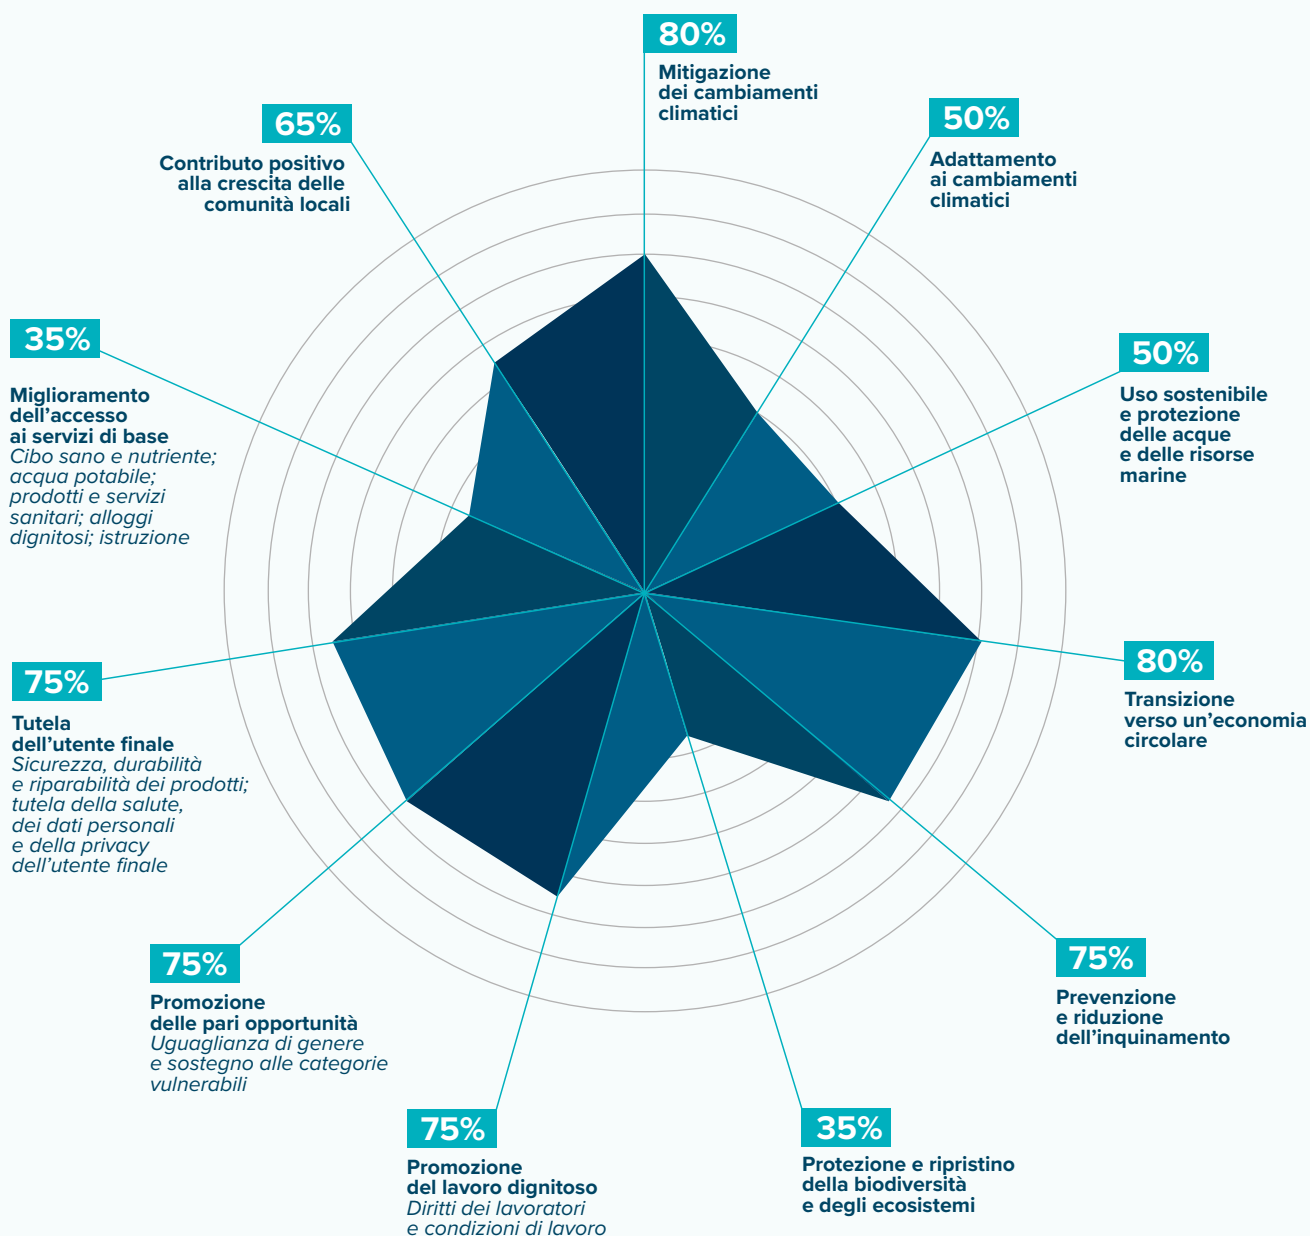 80%
Mitigazione
dei cambiamenti
climatici
50%
Adattamento
ai cambiamenti
climatici
50%
Uso sostenibile
e protezione
delle acque
e delle risorse
marine
80%
Transizione
verso un’economia
circolare
75%
Prevenzione
e riduzione
dell’inquinamento
35%
Protezione e ripristino
della biodiversità
e degli ecosistemi
75%
Promozione
del lavoro dignitoso
Diritti dei lavoratori
e condizioni di lavoro
75%
Promozione
delle pari opportunità
Uguaglianza di genere
e sostegno alle categorie
vulnerabili
75%
Tutela
dell’utente finale
Sicurezza, durabilità
e riparabilità dei prodotti;
tutela della salute,
dei dati personali
e della privacy
dell’utente finale
35%
Miglioramento
dell’accesso
ai servizi di base
Cibo sano e nutriente;
acqua potabile;
prodotti e servizi
sanitari; alloggi
dignitosi; istruzione
65%
Contributo positivo
alla crescita delle
comunità locali